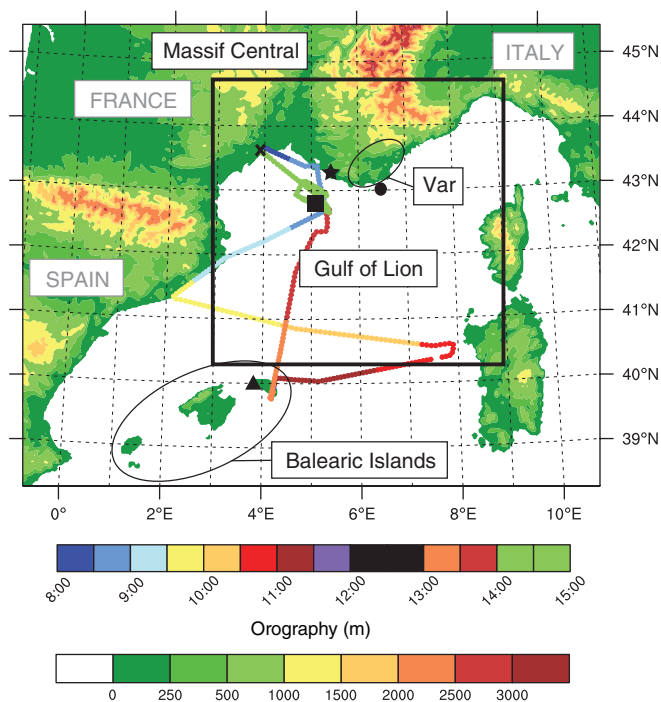 Massif Central
ITALY
45°N
FRANCE
44°N
Var
43°N
42°N
Gulf of Lion
SPAIN
41°N
40°N
39°N
Balearic Islands
0° 2°E 4°E 6°E 8°E 10°E
8:00 9:00 10:00 11:00 12:00 13:00 14:00 15:00
Orography (m)
0 250 500 1000 1500 2000 2500 3000